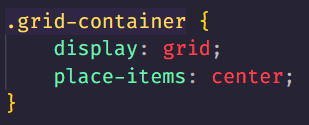 .grid-container {
    display: grid;
    place-items: center;
}